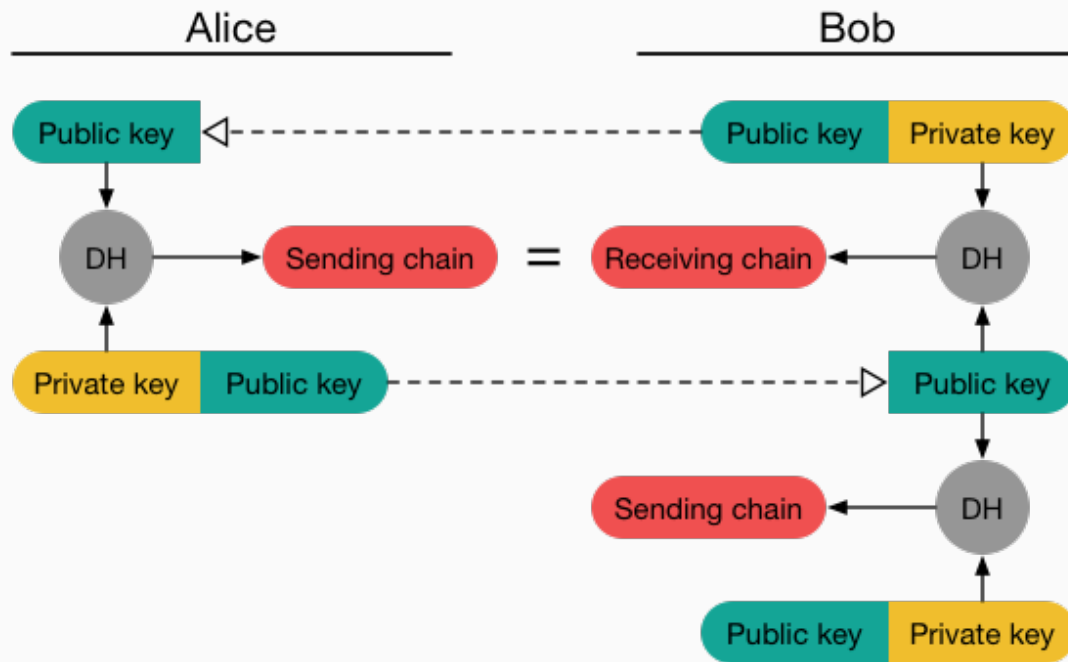 Alice Bob
Public key Public key Private key
DH Sending chain = Receiving chain DH
Private key Public key Public key
Sending chain DH
Public key Private key